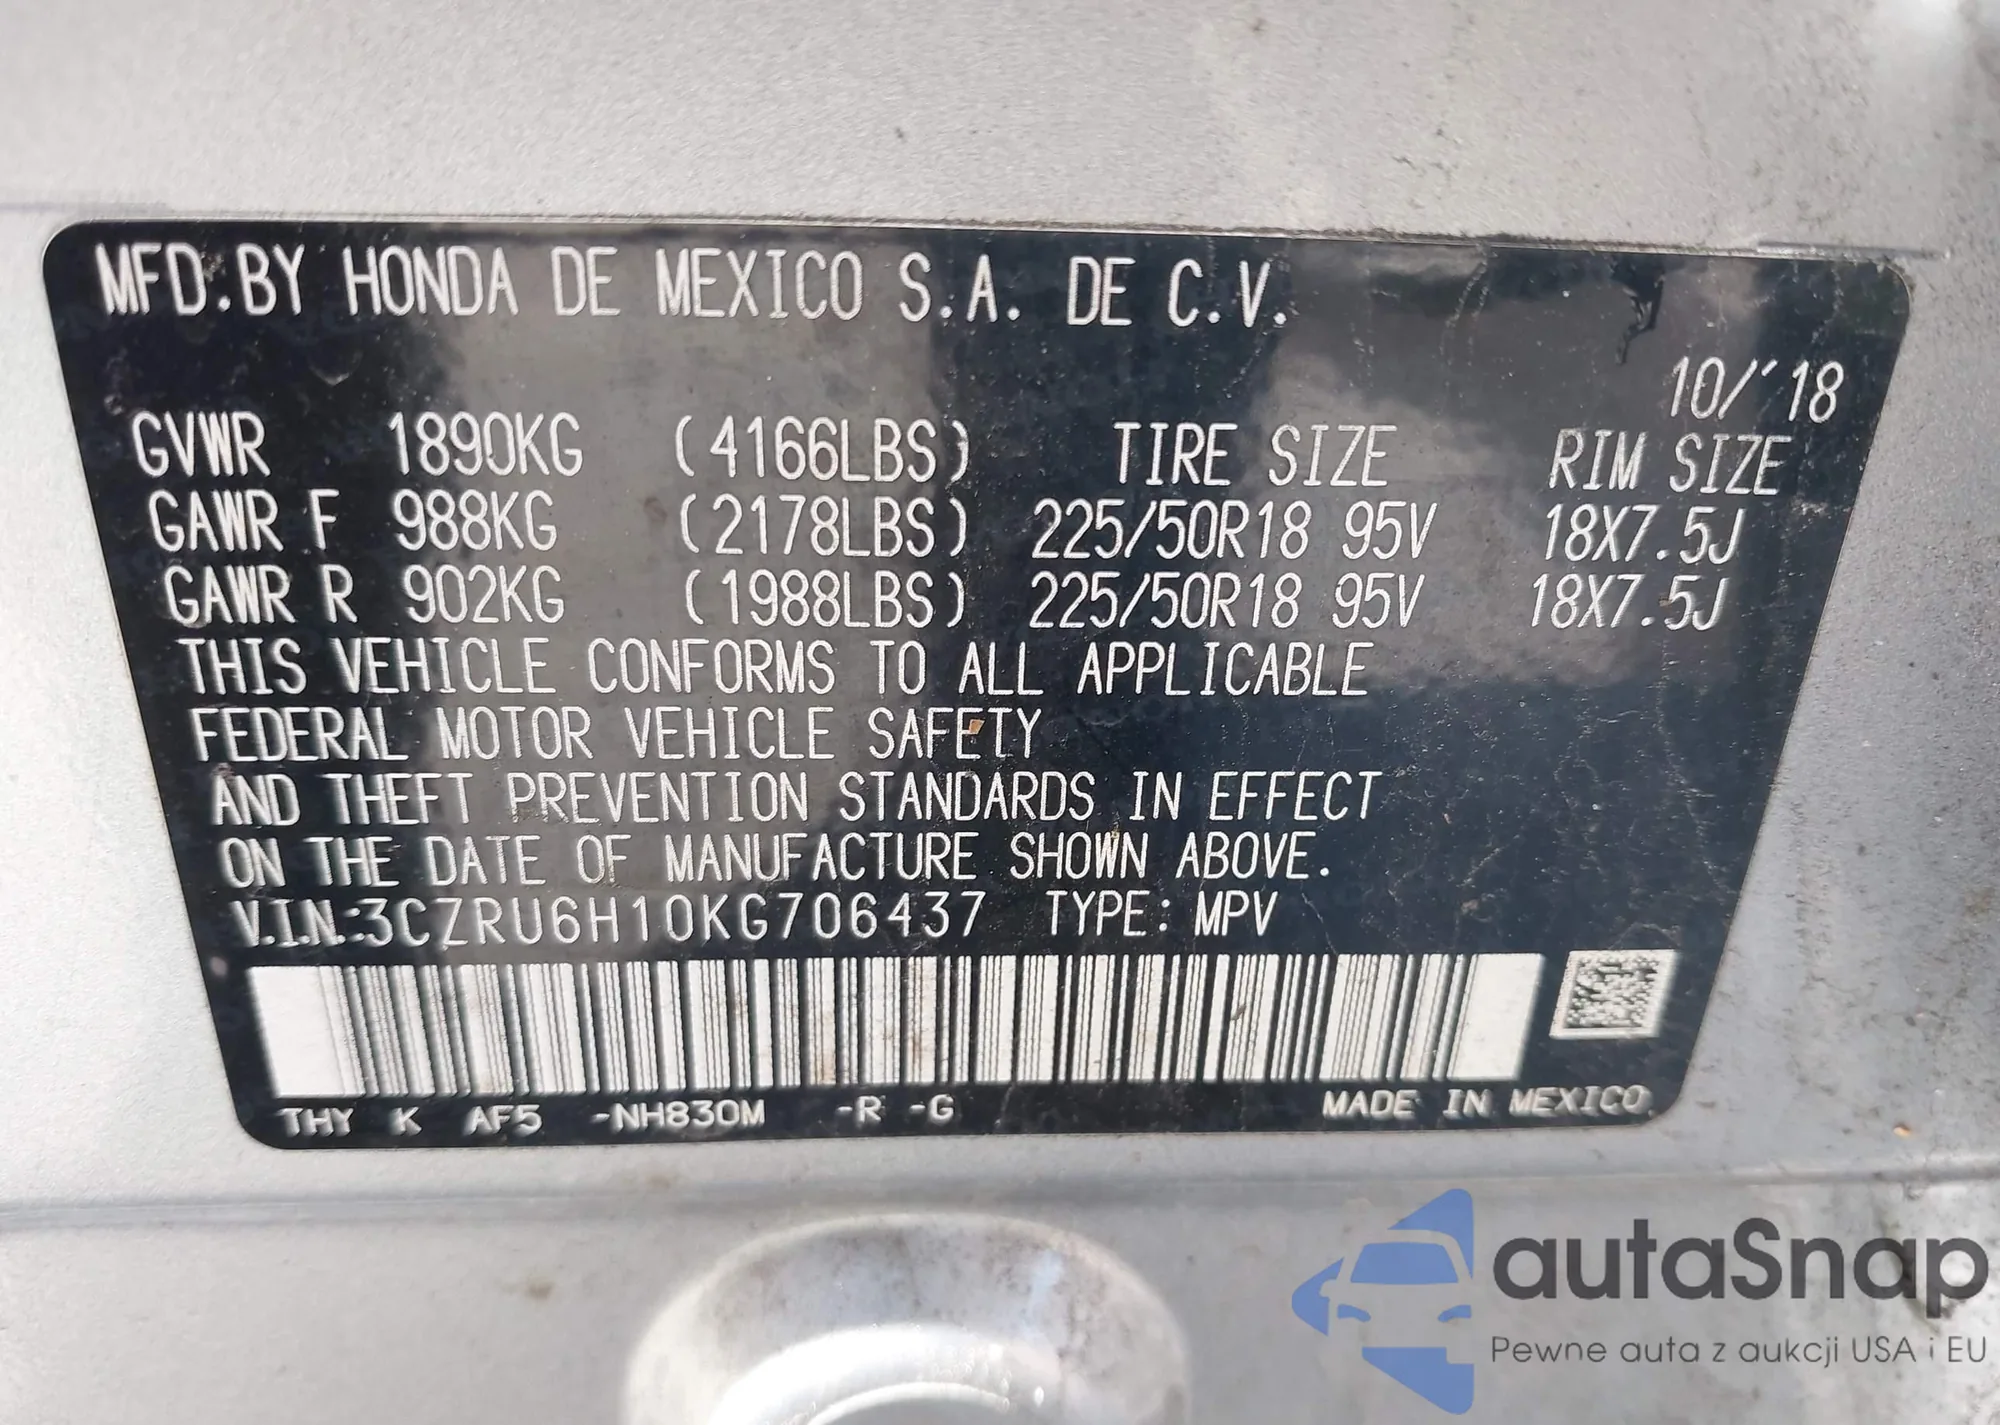 MFD.BY HONDA DE MEXICO S.A. DE C.V.
10/'18
GVWR 1890KG (4166LBS) TIRE SIZE RIM SIZE
GAWR F 988KG (2178LBS) 225/50R18 95V 18X7.5J
GAWR R 902KG (1988LBS) 225/50R18 95V 18X7.5J
THIS VEHICLE CONFORMS TO ALL APPLICABLE
FEDERAL MOTOR VEHICLE SAFETY
AND THEFT PREVENTION STANDARDS IN EFFECT
ON THE DATE OF MANUFACTURE SHOWN ABOVE.
V.I.N.:3CZRU6H10KG706437 TYPE: MPV
THY K AF5 -NH830M -R -G MADE IN MEXICO
autaSnap
Pewne auta z aukcji USA i EU